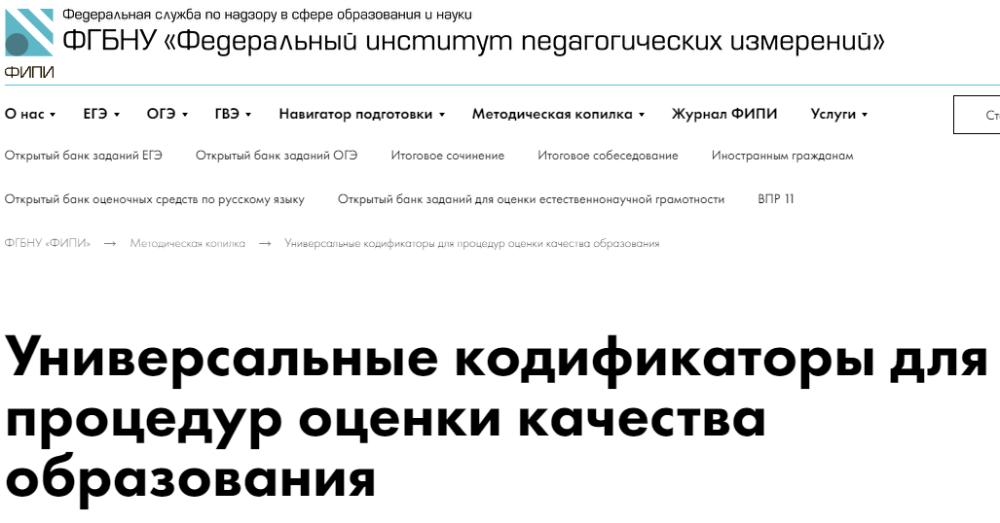 Федеральная служба по надзору в сфере образования и науки
ФГБНУ «Федеральный институт педагогических измерений»
ФИПИ
О нас ЕГЭ ОГЭ ГВЭ Навигатор подготовки Методическая копилка Журнал ФИПИ Услуги
Открытый банк заданий ЕГЭ Открытый банк заданий ОГЭ Итоговое сочинение Итоговое собеседование Иностранным гражданам
Открытый банк оценочных средств по русскому языку Открытый банк заданий для оценки естественнонаучной грамотности ВПР 11
ФГБНУ «ФИПИ» → Методическая копилка → Универсальные кодификаторы для процедур оценки качества образования
Универсальные кодификаторы для
процедур оценки качества
образования